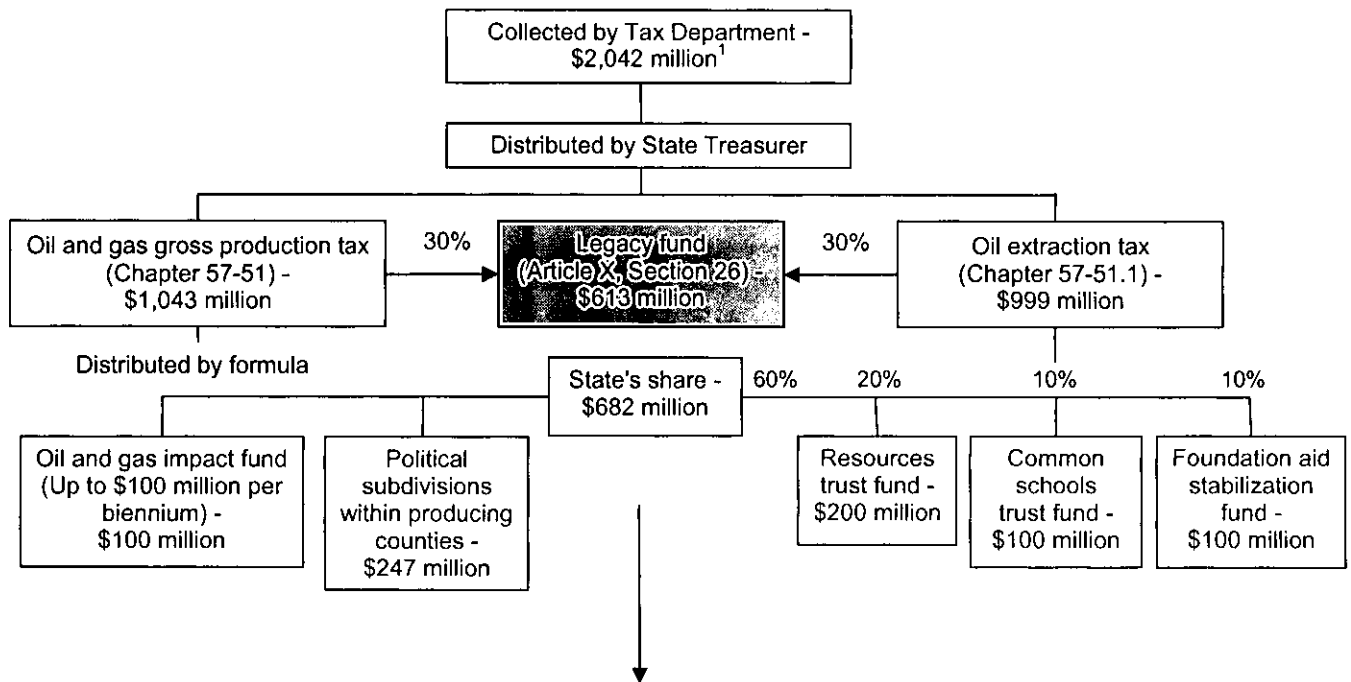 Collected by Tax Department -
$2,042 million¹
Distributed by State Treasurer
Oil and gas gross production tax
(Chapter 57-51) -
$1,043 million
30%
Legacy fund
(Article X, Section 26) -
$613 million
30%
Oil extraction tax
(Chapter 57-51.1) -
$999 million
Distributed by formula
State's share -
$682 million
60%
20%
10%
10%
Oil and gas impact fund
(Up to $100 million per
biennium) -
$100 million
Political
subdivisions
within producing
counties -
$247 million
Resources
trust fund -
$200 million
Common
schools
trust fund -
$100 million
Foundation aid
stabilization
fund -
$100 million